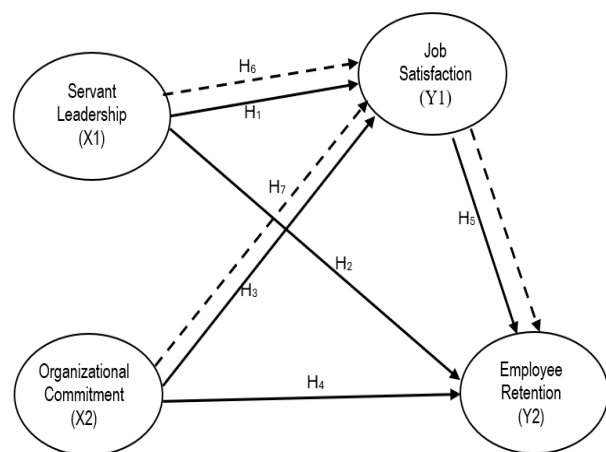 Servant
Leadership
(X1)
H6
H1
Job
Satisfaction
(Y1)
H7
H2
H3
H5
Organizational
Commitment
(X2)
H4
Employee
Retention
(Y2)